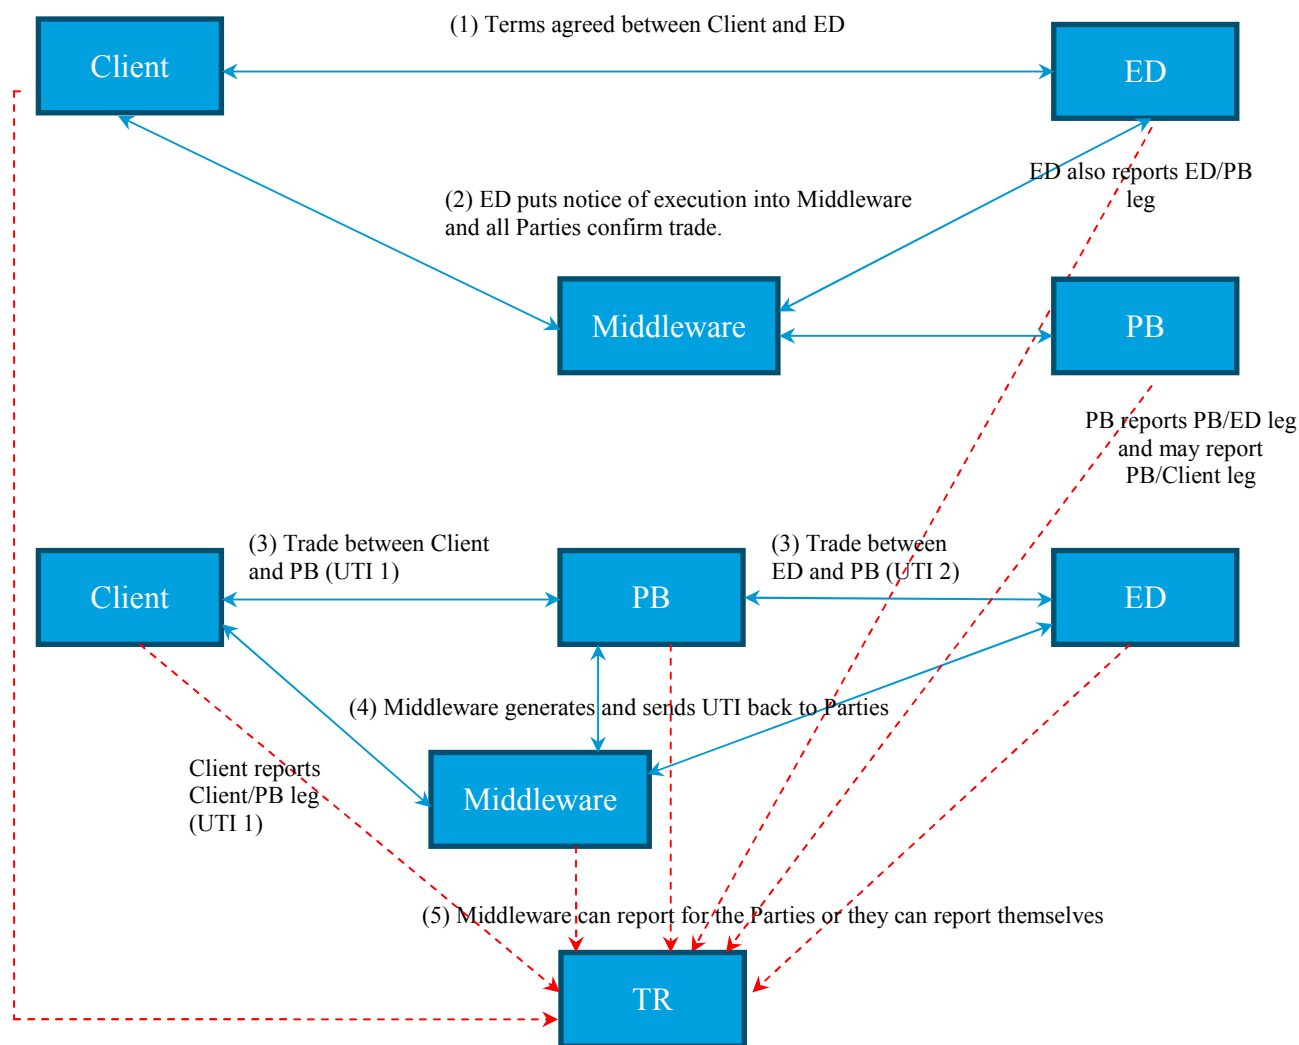 (1) Terms agreed between Client and ED
Client
ED
ED also reports ED/PB
leg
(2) ED puts notice of execution into Middleware
and all Parties confirm trade.
Middleware
PB
PB reports PB/ED leg
and may report
PB/Client leg
(3) Trade between Client
and PB (UTI 1)
(3) Trade between
ED and PB (UTI 2)
Client
PB
ED
(4) Middleware generates and sends UTI back to Parties
Client reports
Client/PB leg
(UTI 1)
Middleware
(5) Middleware can report for the Parties or they can report themselves
TR